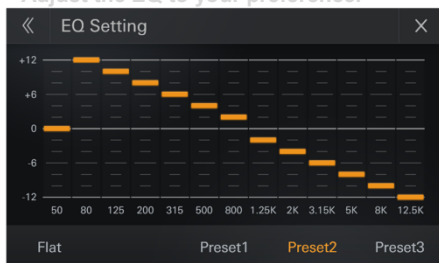 Adjust the EQ to your preference.
EQ Setting
+12
+6
0
-6
-12
50 80 125 200 315 500 800 1.25K 2K 3.15K 5K 8K 12.5K
Flat Preset1 Preset2 Preset3